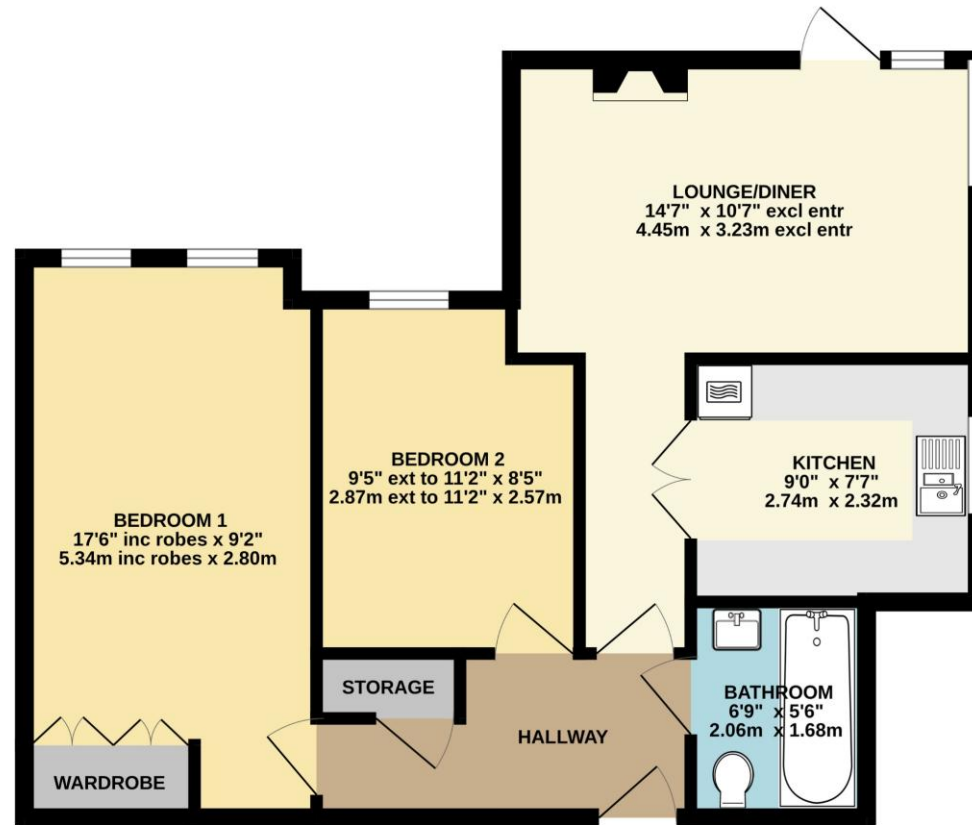 LOUNGE/DINER
14'7" x 10'7" excl entr
4.45m x 3.23m excl entr
KITCHEN
9'0" x 7'7"
2.74m x 2.32m
BEDROOM 2
9'5" ext to 11'2" x 8'5"
2.87m ext to 11'2" x 2.57m
BEDROOM 1
17'6" inc robes x 9'2"
5.34m inc robes x 2.80m
STORAGE
BATHROOM
6'9" x 5'6"
2.06m x 1.68m
HALLWAY
WARDROBE